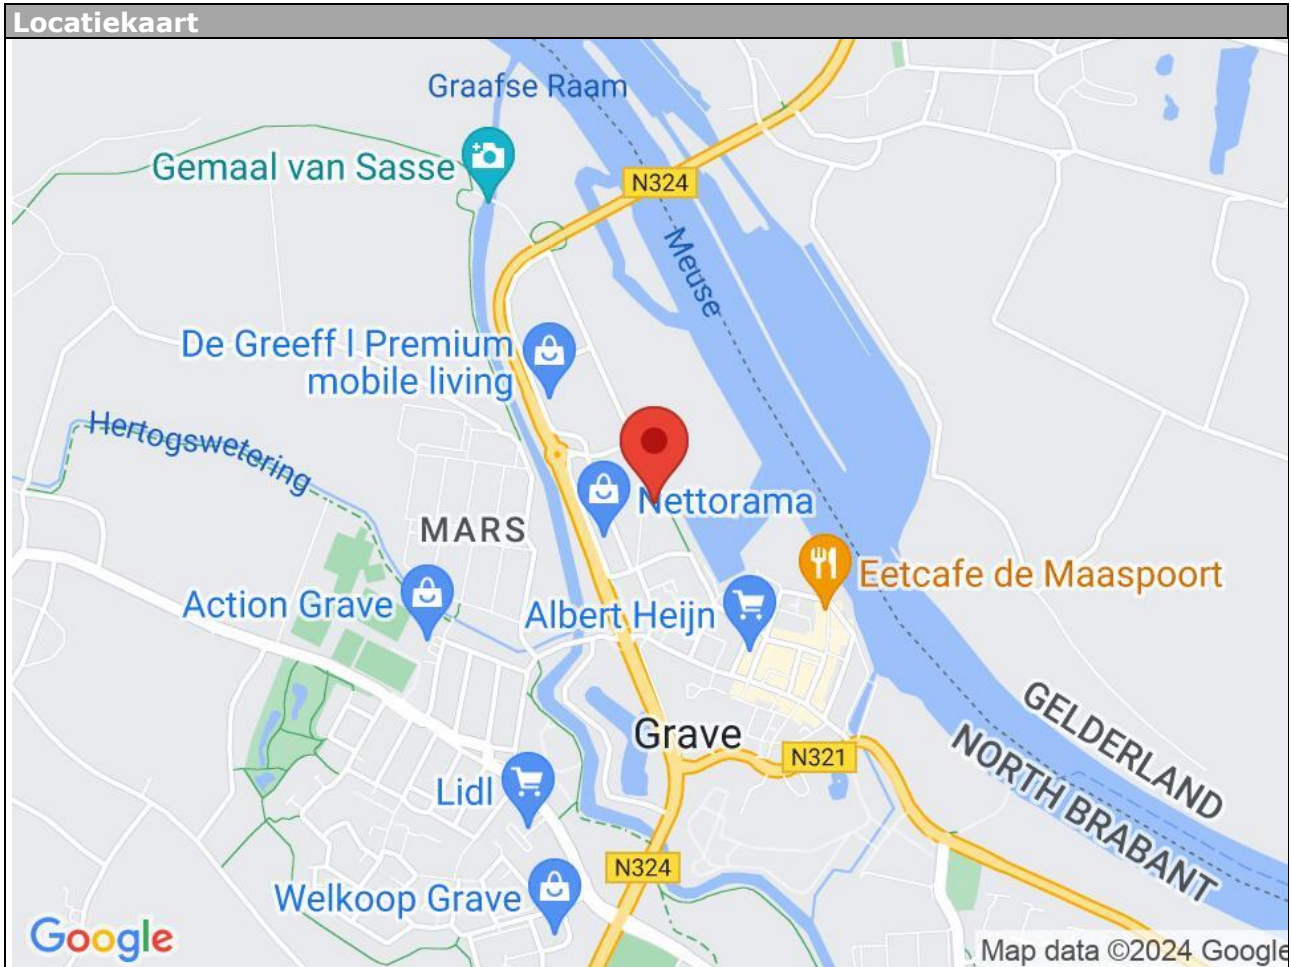 Locatiekaart
Graafse Raam
Gemaal van Sasse
N324
Meuse
De Greeff | Premium
mobile living
Hertogswetering
Nettorama
MARS
Eetcafe de Maaspoort
Action Grave
Albert Heijn
GELDERLAND
Grave
N321
NORTH BRABANT
Lidl
N324
Welkoop Grave
Google
Map data ©2024 Google